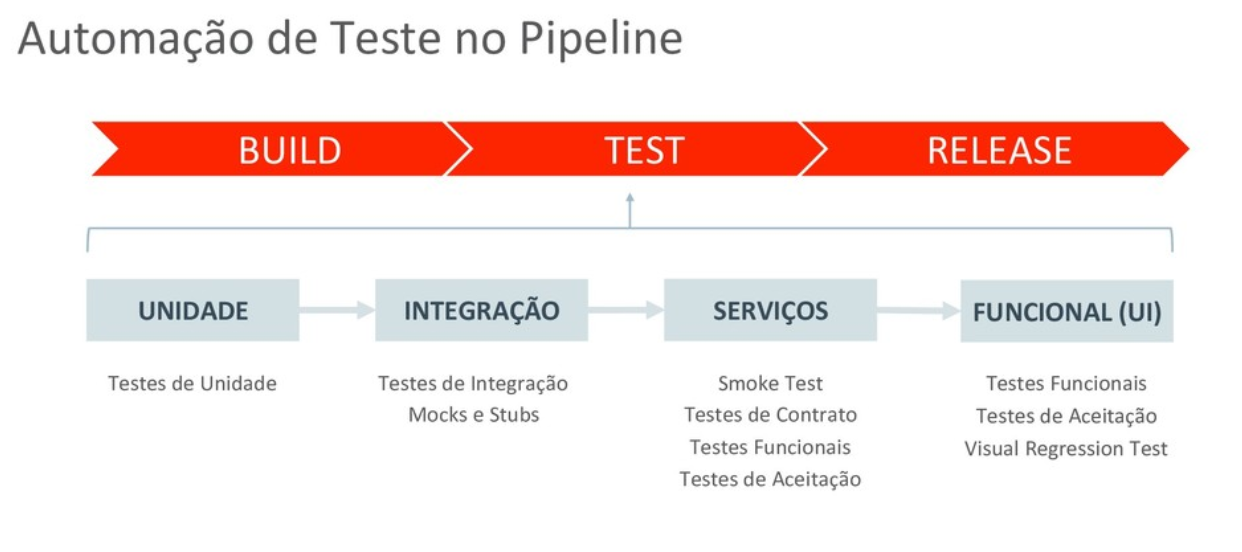 Automação de Teste no Pipeline
BUILD
TEST
RELEASE
UNIDADE
INTEGRAÇÃO
SERVIÇOS
FUNCIONAL (UI)
Testes de Unidade
Testes de Integração
Mocks e Stubs
Smoke Test
Testes de Contrato
Testes Funcionais
Testes de Aceitação
Testes Funcionais
Testes de Aceitação
Visual Regression Test